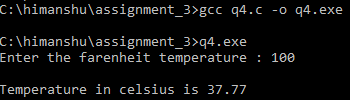 C:\himanshu\assignment_3>gcc q4.c -o q4.exe
C:\himanshu\assignment_3>q4.exe
Enter the farenheit temperature : 100
Temperature in celsius is 37.77